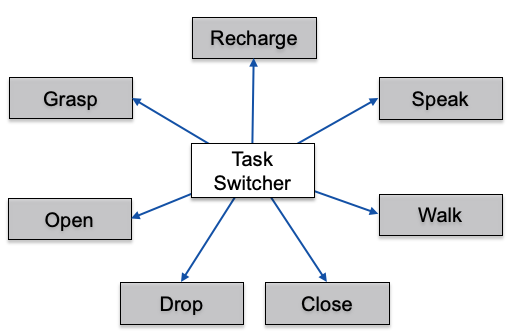 Recharge
Grasp
Speak
Task
Switcher
Open
Walk
Drop
Close